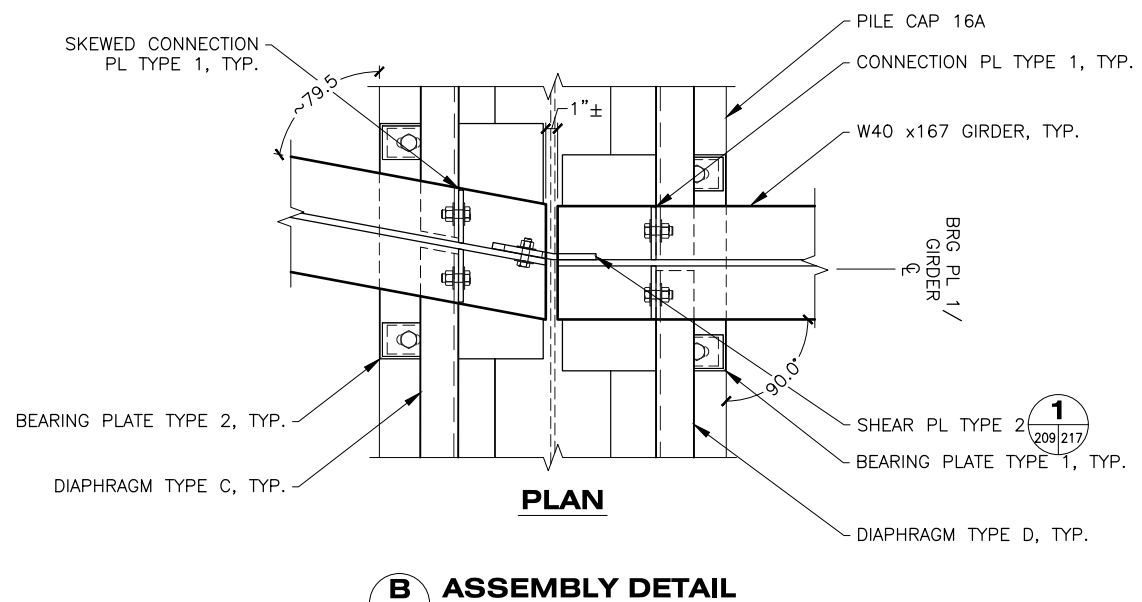 SKEWED CONNECTION
PL TYPE 1, TYP.
~79.5
1"±
PILE CAP 16A
CONNECTION PL TYPE 1, TYP.
W40 x167 GIRDER, TYP.
BRG PL 1 /
℄ GIRDER
90.0°
BEARING PLATE TYPE 2, TYP.
DIAPHRAGM TYPE C, TYP.
SHEAR PL TYPE 2
1
209 217
BEARING PLATE TYPE 1, TYP.
DIAPHRAGM TYPE D, TYP.
PLAN
B ASSEMBLY DETAIL